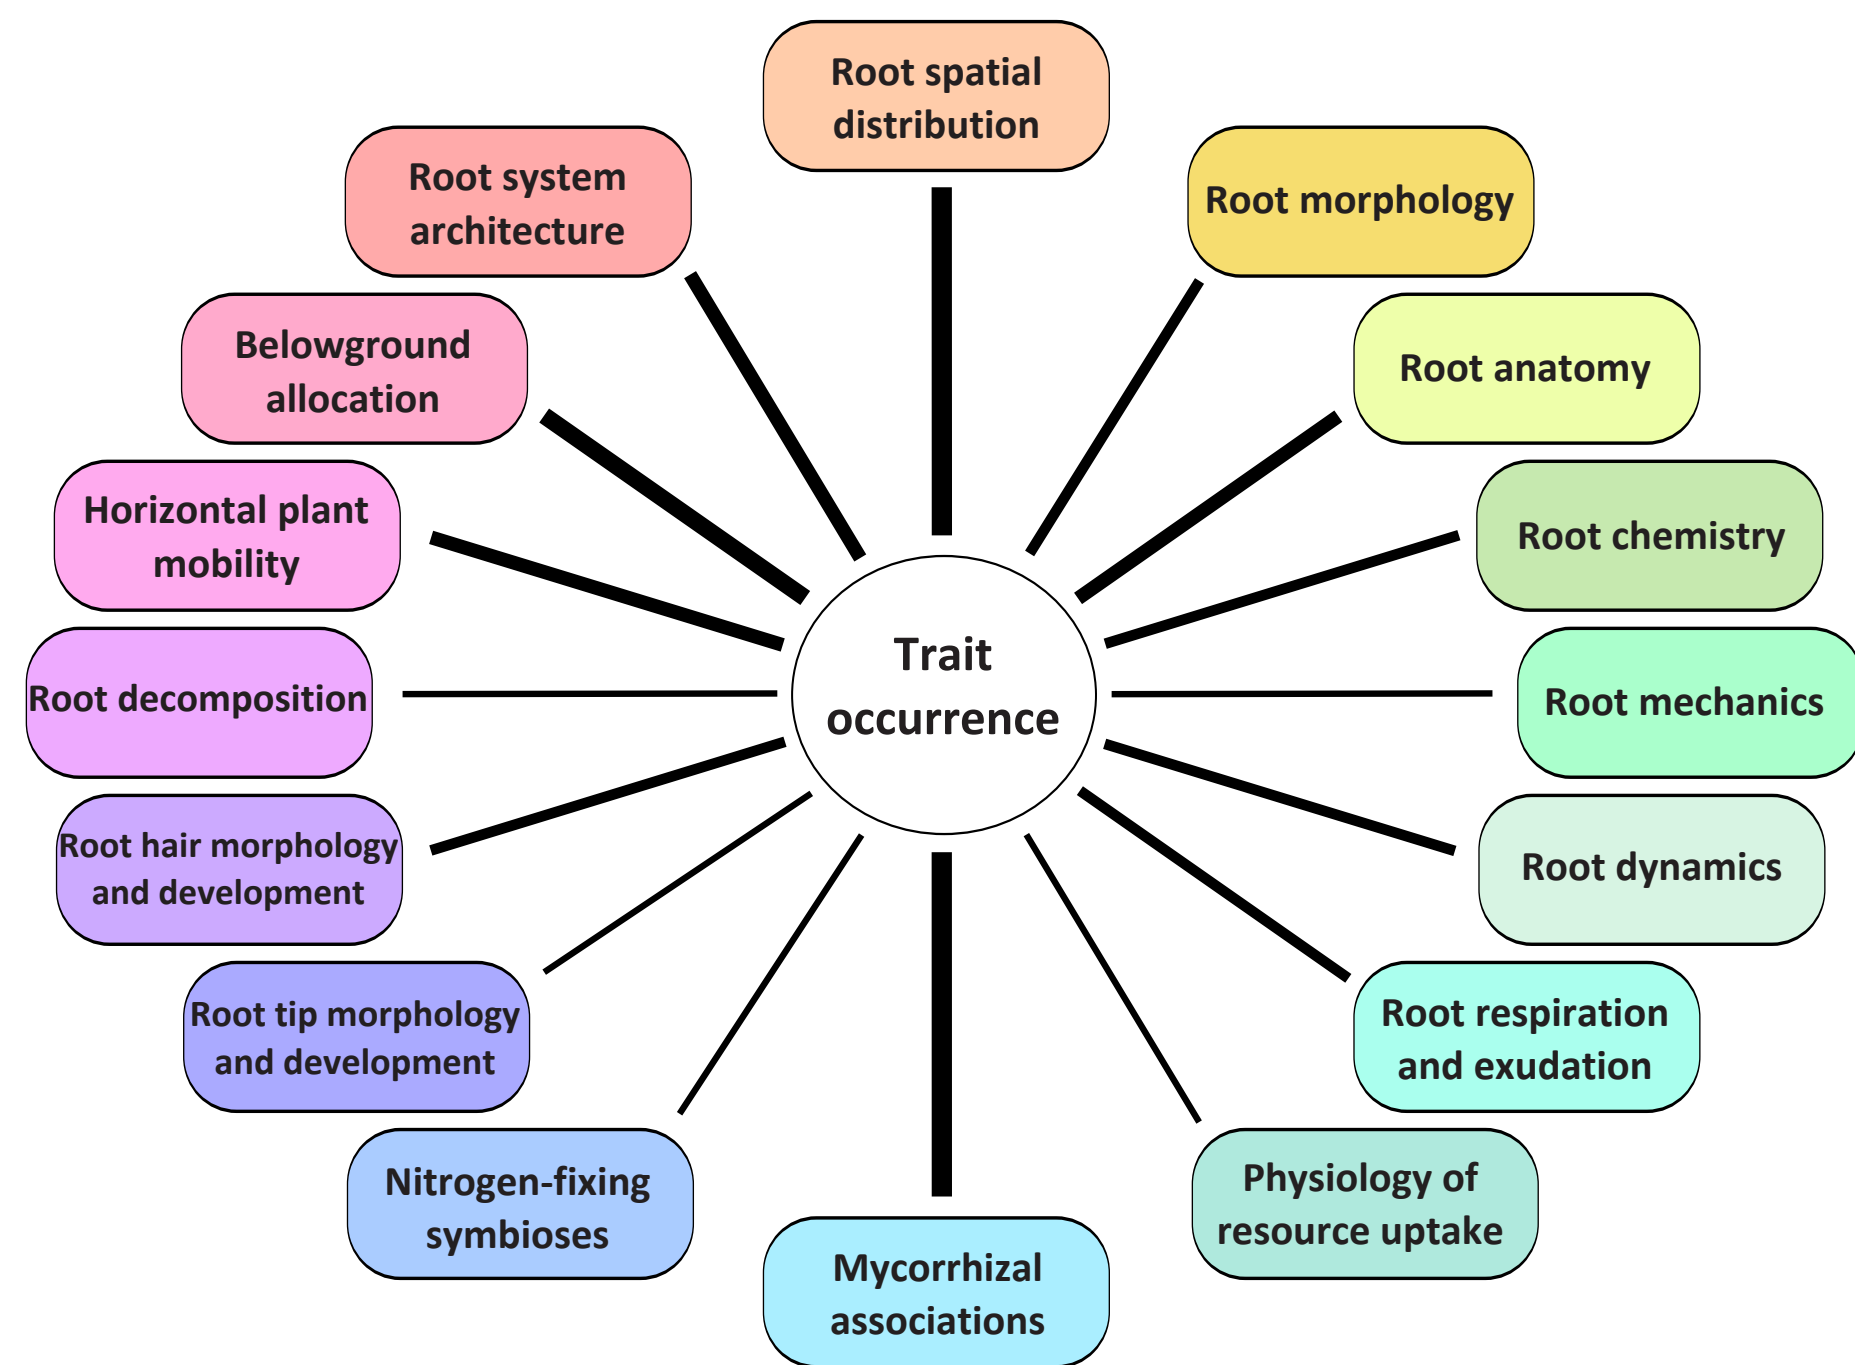 Root spatial
distribution
Root system
architecture
Root morphology
Belowground
allocation
Root anatomy
Horizontal plant
mobility
Root chemistry
Trait
occurrence
Root decomposition
Root mechanics
Root hair morphology
and development
Root dynamics
Root tip morphology
and development
Root respiration
and exudation
Nitrogen-fixing
symbioses
Physiology of
resource uptake
Mycorrhizal
associations